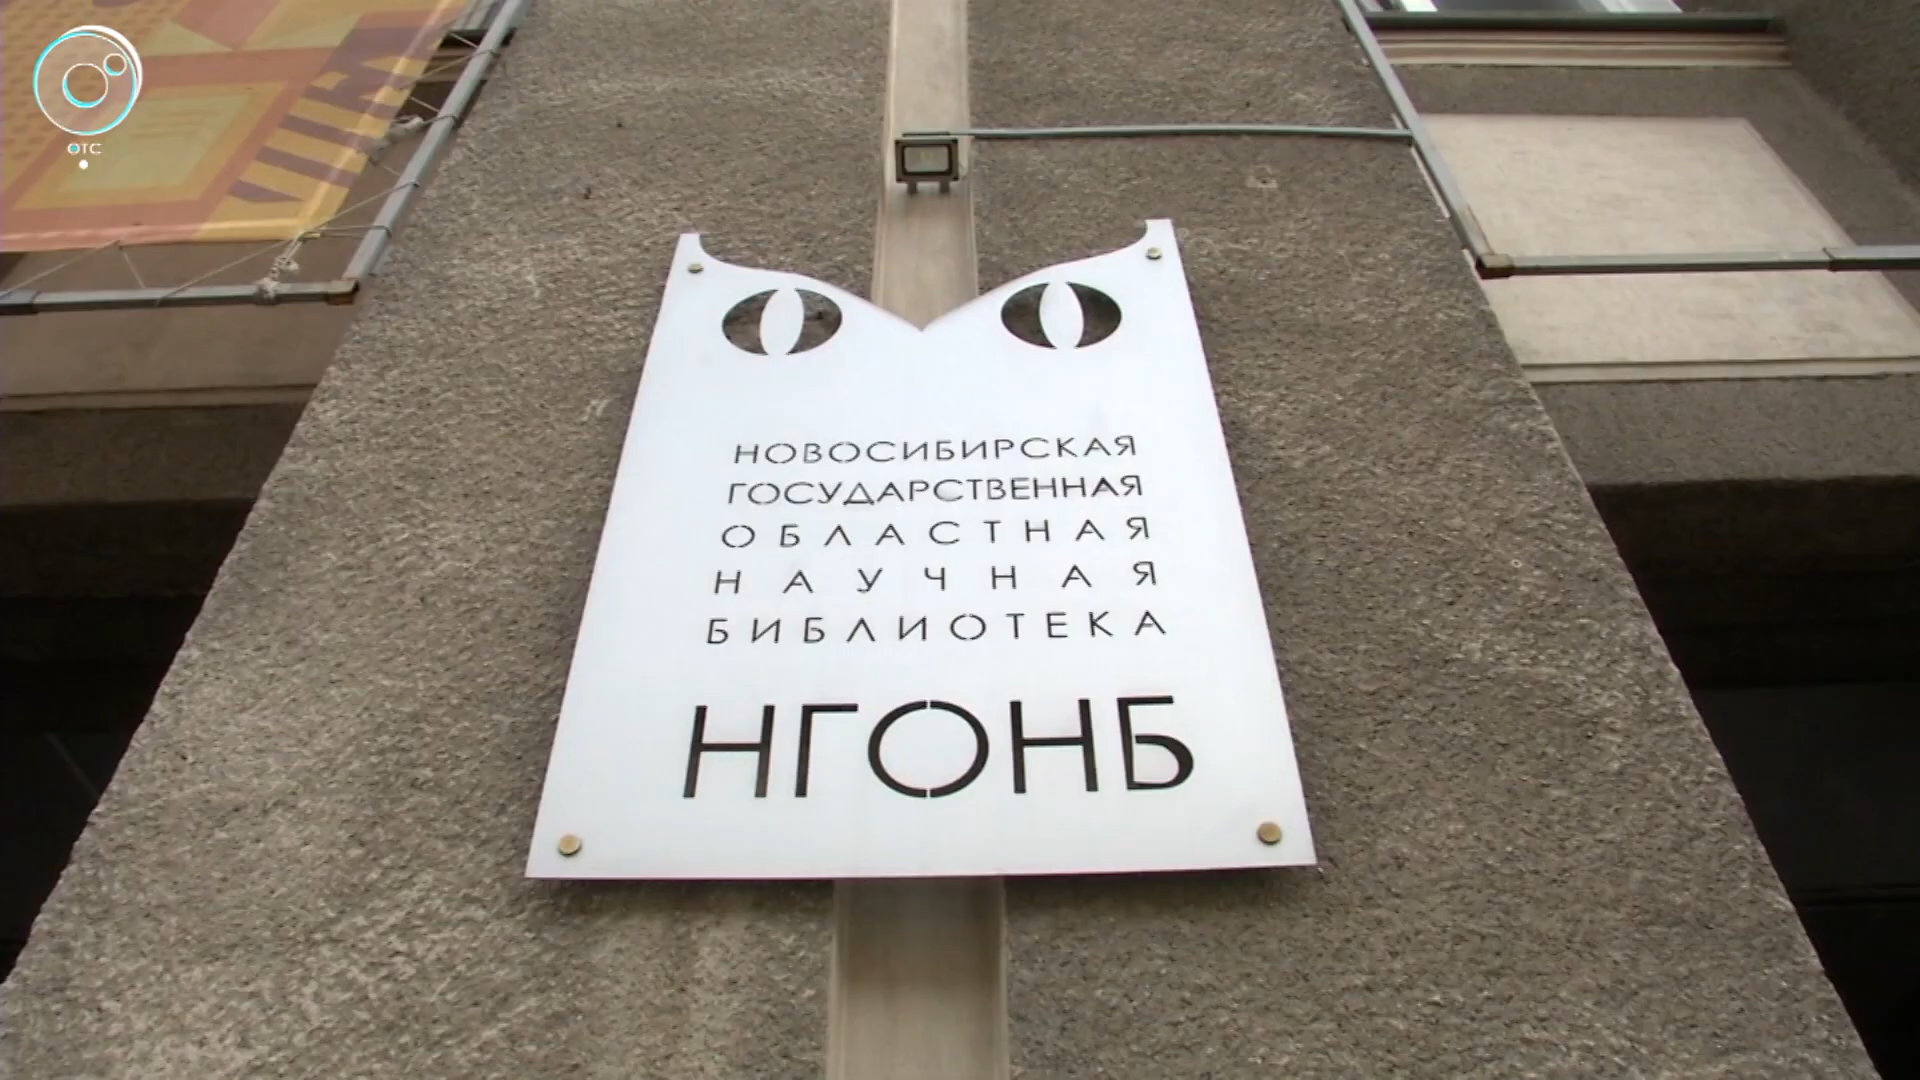 ОТС
НОВОСИБИРСКАЯ
ГОСУДАРСТВЕННАЯ
ОБЛАСТНАЯ
НАУЧНАЯ
БИБЛИОТЕКА
НГОНБ